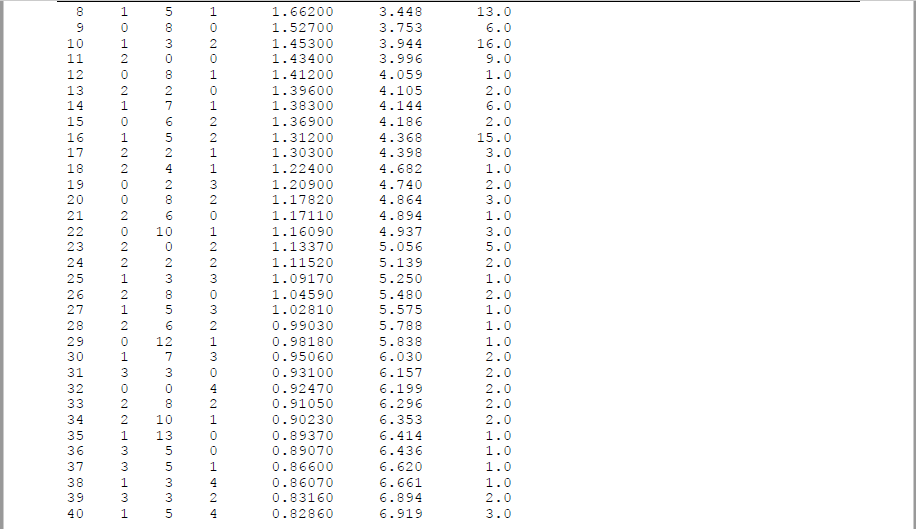 8 1 5 1 1.66200 3.448 13.0
9 0 8 0 1.52700 3.753 6.0
10 1 3 2 1.45300 3.944 16.0
11 2 0 0 1.43400 3.996 9.0
12 0 8 1 1.41200 4.059 1.0
13 2 2 0 1.39600 4.105 2.0
14 1 7 1 1.38300 4.144 6.0
15 0 6 2 1.36900 4.186 2.0
16 1 5 2 1.31200 4.368 15.0
17 2 2 1 1.30300 4.398 3.0
18 2 4 1 1.22400 4.682 1.0
19 0 2 3 1.20900 4.740 2.0
20 0 8 2 1.17820 4.864 3.0
21 2 6 0 1.17110 4.894 1.0
22 0 10 1 1.16090 4.937 3.0
23 2 0 2 1.13370 5.056 5.0
24 2 2 2 1.11520 5.139 2.0
25 1 3 3 1.09170 5.250 1.0
26 2 8 0 1.04590 5.480 2.0
27 1 5 3 1.02810 5.575 1.0
28 2 6 2 0.99030 5.788 1.0
29 0 12 1 0.98180 5.838 1.0
30 1 7 3 0.95060 6.030 2.0
31 3 3 0 0.93100 6.157 2.0
32 0 0 4 0.92470 6.199 2.0
33 2 8 2 0.91050 6.296 2.0
34 2 10 1 0.90230 6.353 2.0
35 1 13 0 0.89370 6.414 1.0
36 3 5 0 0.89070 6.436 1.0
37 3 5 1 0.86600 6.620 1.0
38 1 3 4 0.86070 6.661 1.0
39 3 3 2 0.83160 6.894 2.0
40 1 5 4 0.82860 6.919 3.0